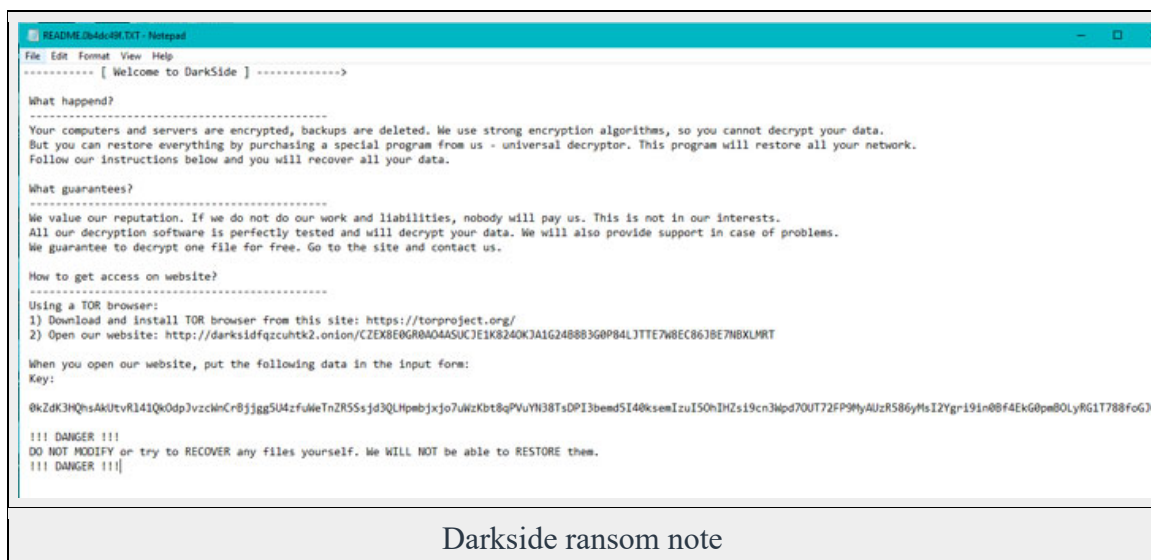 README.0b4dc49f.TXT - Notepad
File Edit Format View Help
----------- [ Welcome to DarkSide ] ------------->
What happend?
----------------------------------------------
Your computers and servers are encrypted, backups are deleted. We use strong encryption algorithms, so you cannot decrypt your data.
But you can restore everything by purchasing a special program from us - universal decryptor. This program will restore all your network.
Follow our instructions below and you will recover all your data.
What guarantees?
----------------------------------------------
We value our reputation. If we do not do our work and liabilities, nobody will pay us. This is not in our interests.
All our decryption software is perfectly tested and will decrypt your data. We will also provide support in case of problems.
We guarantee to decrypt one file for free. Go to the site and contact us.
How to get access on website?
----------------------------------------------
Using a TOR browser:
1) Download and install TOR browser from this site: https://torproject.org/
2) Open our website:
When you open our website, put the following data in the input form:
Key:
!!! DANGER !!!
DO NOT MODIFY or try to RECOVER any files yourself. We WILL NOT be able to RESTORE them.
!!! DANGER !!!
Darkside ransom note